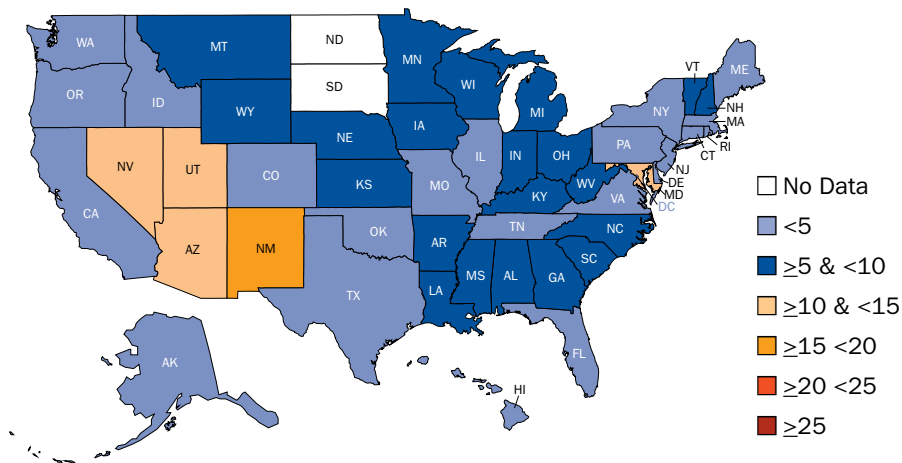 WA
MT
ND
MN
VT
ME
OR
ID
SD
WI
MI
NY
NH
MA
WY
IA
NE
PA
RI
CT
NV
UT
CO
IL
IN
OH
NJ
DE
MD
DC
CA
KS
MO
WV
VA
KY
AZ
NM
OK
AR
TN
NC
SC
TX
LA
MS
AL
GA
FL
AK
HI
No Data
<5
≥5 & <10
≥10 & <15
≥15 <20
≥20 <25
≥25